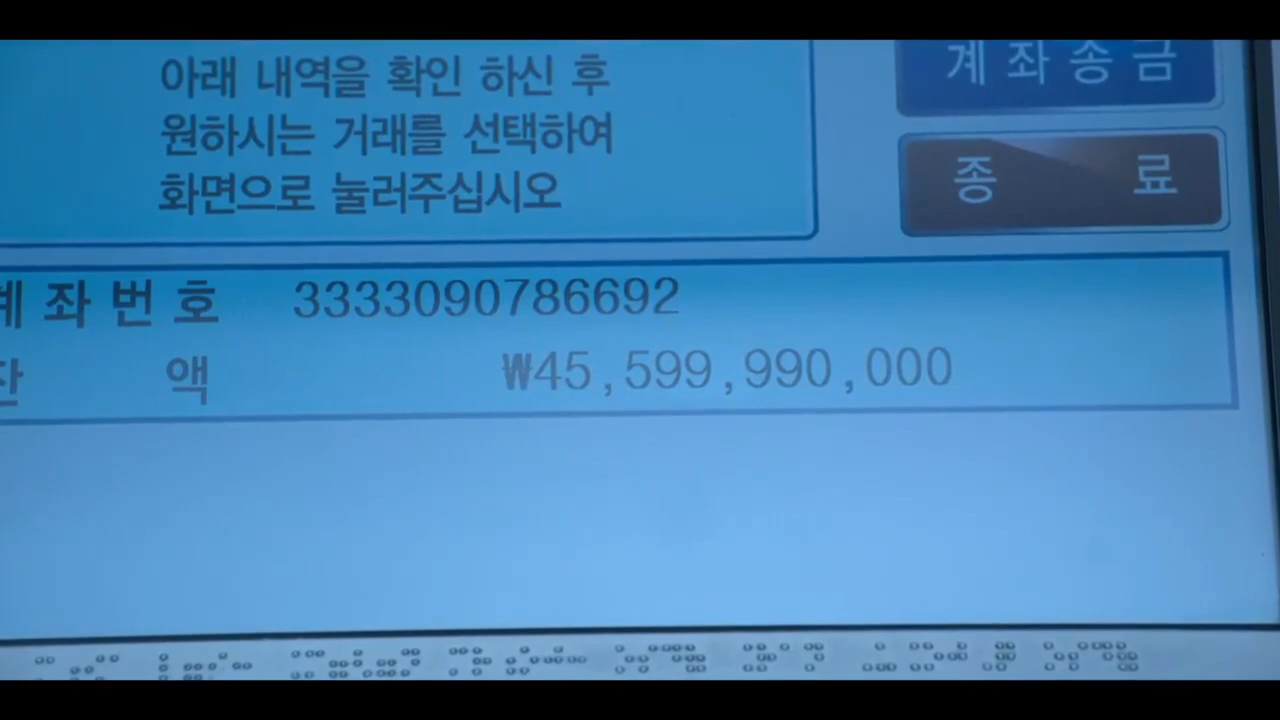 아래 내역을 확인 하신 후
원하시는 거래를 선택하여
화면으로 눌러주십시오
계좌송금
종 료
계좌번호 3333090786692
잔 액 ₩45,599,990,000